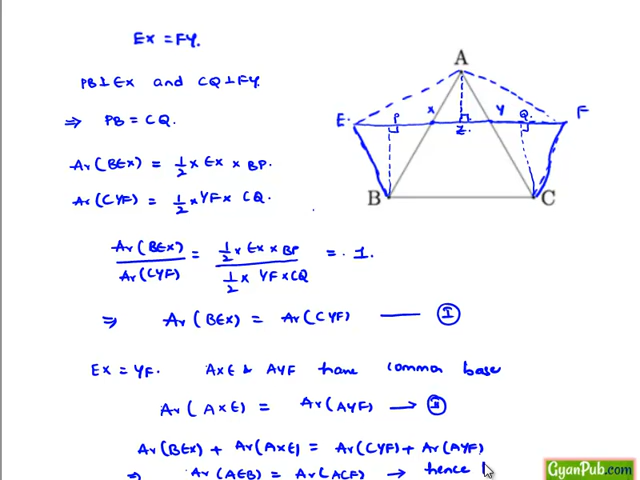 EX = FY.
PB⊥EX and CQ⊥FY.
⇒ PB = CQ.
Ar(BEX) = 1/2 × EX × BP.
Ar(CYF) = 1/2 × YF × CQ.
Ar(BEX)/Ar(CYF) = (1/2 × EX × BP)/(1/2 × YF × CQ) = 1.
⇒ Ar(BEX) = Ar(CYF) — I
EX = YF. AXE & AYF have common base
Ar(AXE) = Ar(AYF) → II
Ar(BEX) + Ar(AXE) = Ar(CYF) + Ar(AYF)
⇒ Ar(AEB) = Ar(ACF) → hence
A
E P X Z Y Q F
B C
GyanPub.com